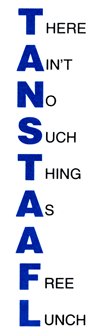 THERE
AIN'T
NO
SUCH
THING
AS
A
FREE
LUNCH